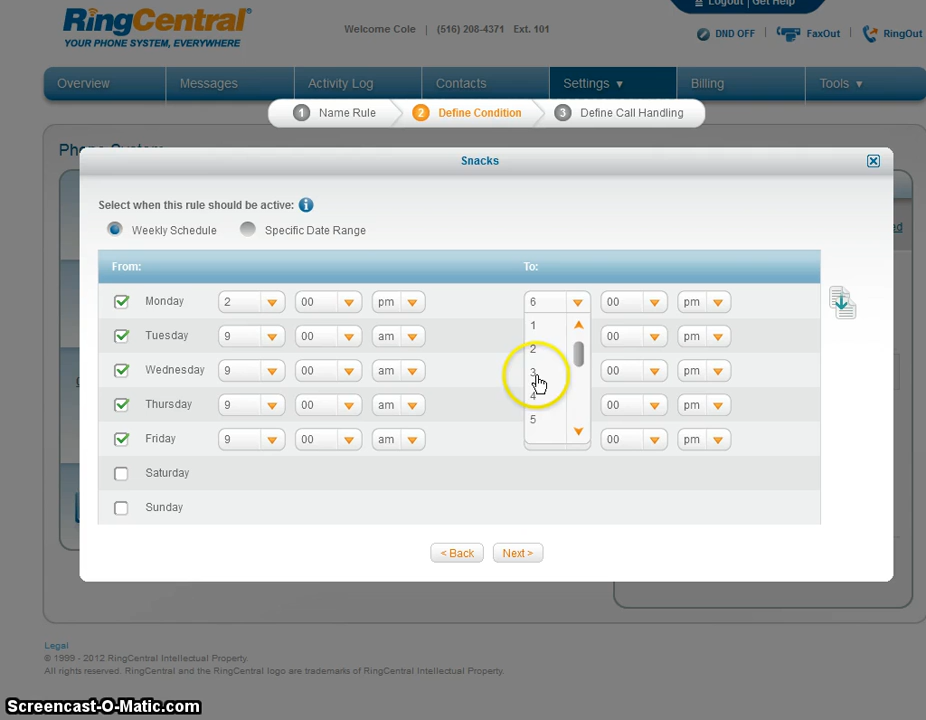 RingCentral®
YOUR PHONE SYSTEM, EVERYWHERE
Welcome Cole | (516) 208-4371 Ext. 101
Logout | Get Help
DND OFF | FaxOut | RingOut
Overview Messages Activity Log Contacts Settings ▼ Billing Tools ▼
1 Name Rule 2 Define Condition 3 Define Call Handling
Snacks
Select when this rule should be active:
Weekly Schedule Specific Date Range
From: To:
Monday 2 00 pm 6 00 pm
1
Tuesday 9 00 am 00 pm
2
Wednesday 9 00 am 3 00 pm
4
Thursday 9 00 am 00 pm
5
Friday 9 00 am 00 pm
Saturday
Sunday
< Back Next >
Legal
© 1999 - 2012 RingCentral Intellectual Property.
All rights reserved. RingCentral and the RingCentral logo are trademarks of RingCentral Intellectual Property.
Screencast-O-Matic.com